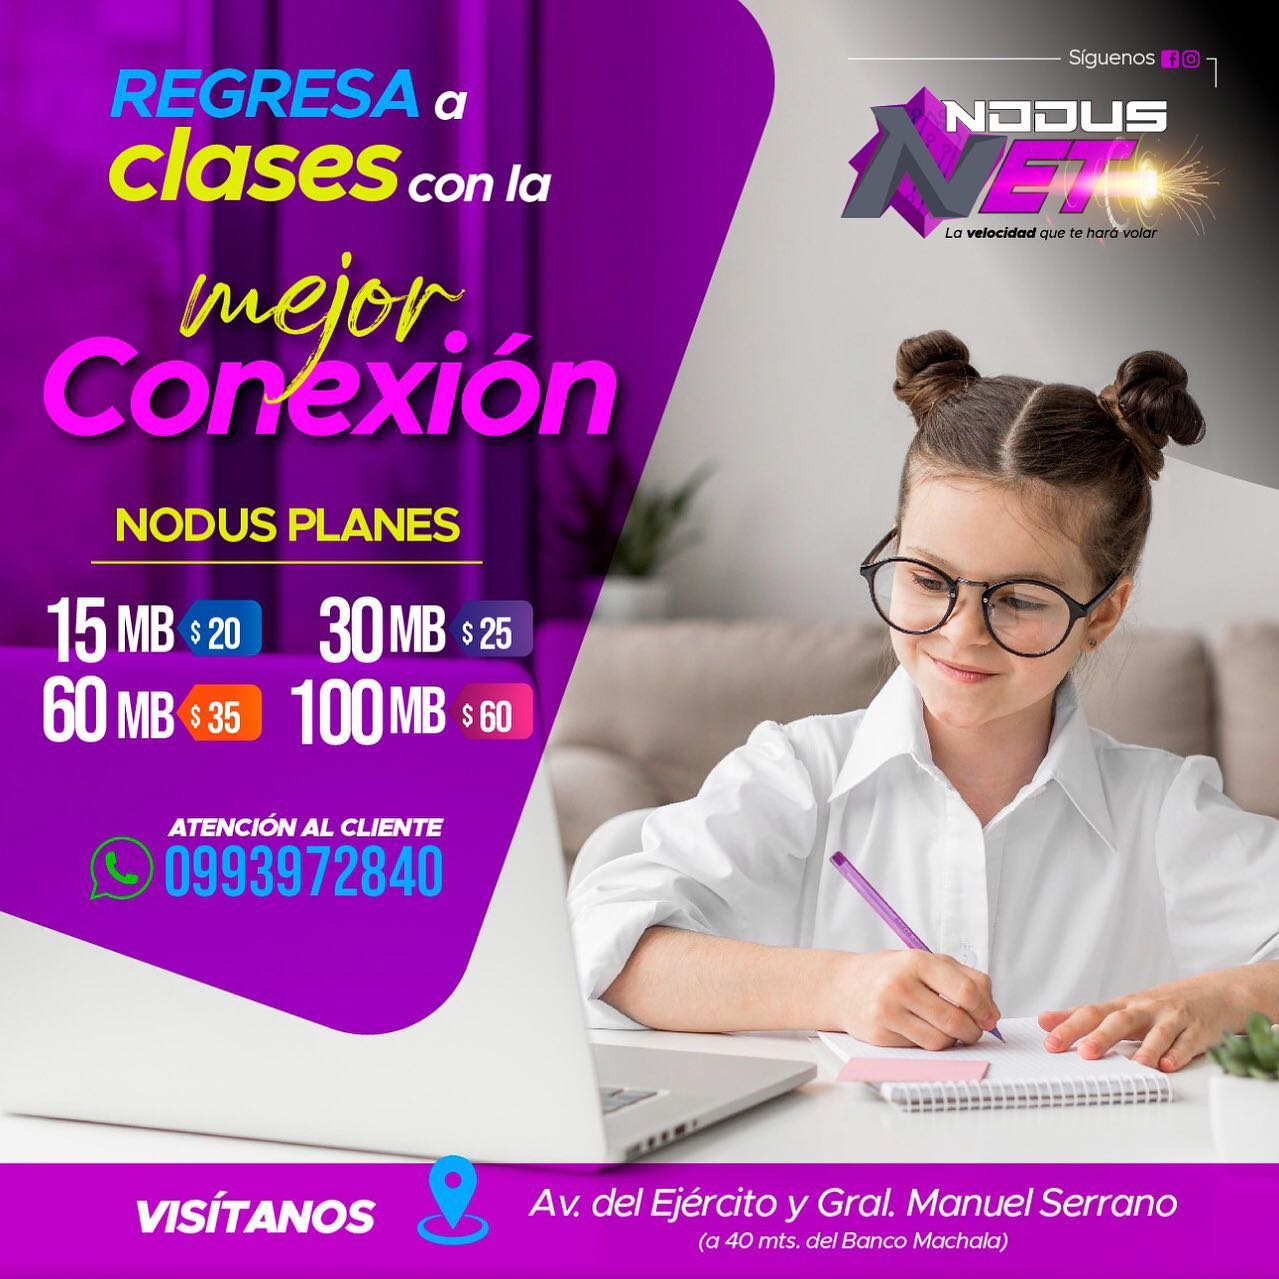 REGRESA a
clases con la
mejor
Conexión
NODUS PLANES
15 MB $ 20
30 MB $ 25
60 MB $ 35
100 MB $ 60
ATENCIÓN AL CLIENTE
0993972840
Síguenos
NODUS
NET
La velocidad que te hará volar
VISÍTANOS
Av. del Ejército y Gral. Manuel Serrano
(a 40 mts. del Banco Machala)